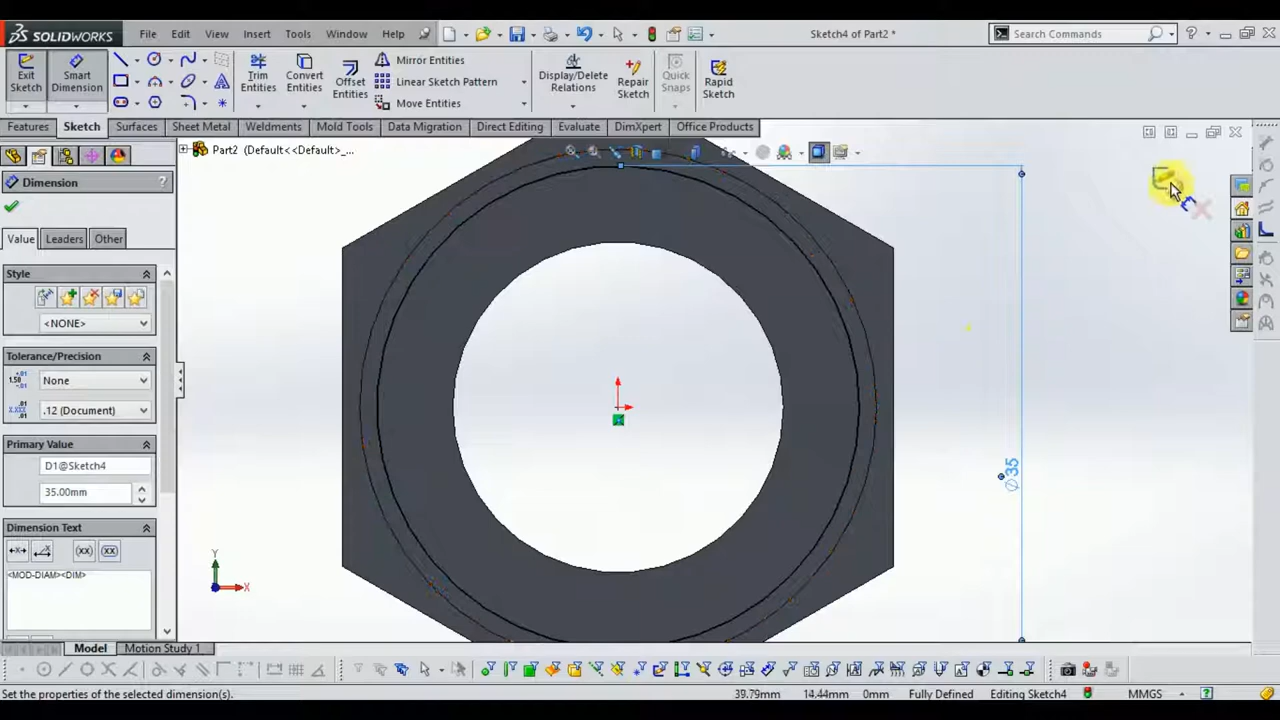 SOLIDWORKS
File Edit View Insert Tools Window Help
Sketch4 of Part2 *
Search Commands
Exit Sketch
Smart Dimension
Trim Entities
Convert Entities
Offset Entities
Mirror Entities
Linear Sketch Pattern
Move Entities
Display/Delete Relations
Repair Sketch
Quick Snaps
Rapid Sketch
Features Sketch Surfaces Sheet Metal Weldments Mold Tools Data Migration Direct Editing Evaluate DimXpert Office Products
Part2 (Default<<Default>_...
Dimension ?
Value Leaders Other
Style
<NONE>
Tolerance/Precision
None
.12 (Document)
Primary Value
D1@Sketch4
35.00mm
Dimension Text
(xx) (xx)
<MOD-DIAM><DIM>
Ø35
Y
X
Model Motion Study 1
Set the properties of the selected dimension(s).
39.79mm 14.44mm 0mm Fully Defined Editing Sketch4 MMGS